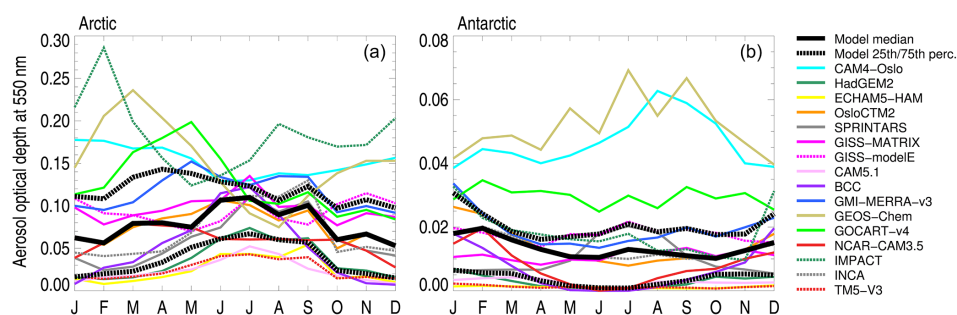 Arctic
Antarctic
Aerosol optical depth at 550 nm
0.30
0.25
0.20
0.15
0.10
0.05
0.00
(a)
J F M A M J J A S O N D
0.08
0.06
0.04
0.02
0.00
(b)
J F M A M J J A S O N D
Model median
Model 25th/75th perc.
CAM4-Oslo
HadGEM2
ECHAM5-HAM
OsloCTM2
SPRINTARS
GISS-MATRIX
GISS-modelE
CAM5.1
BCC
GMI-MERRA-v3
GEOS-Chem
GOCART-v4
NCAR-CAM3.5
IMPACT
INCA
TM5-V3